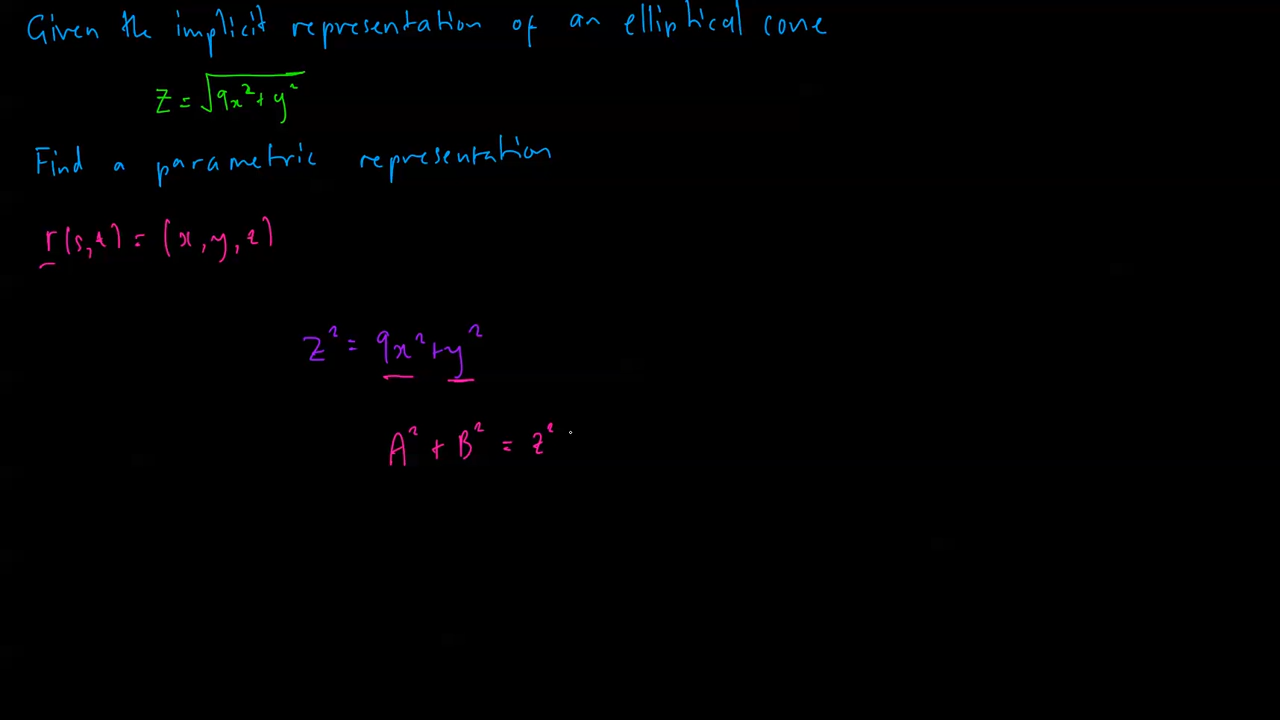 Given the implicit representation of an elliptical cone
z = √(9x² + y²)
Find a parametric representation
r(s,t) = (x, y, z)
z² = 9x² + y²
A² + B² = z²